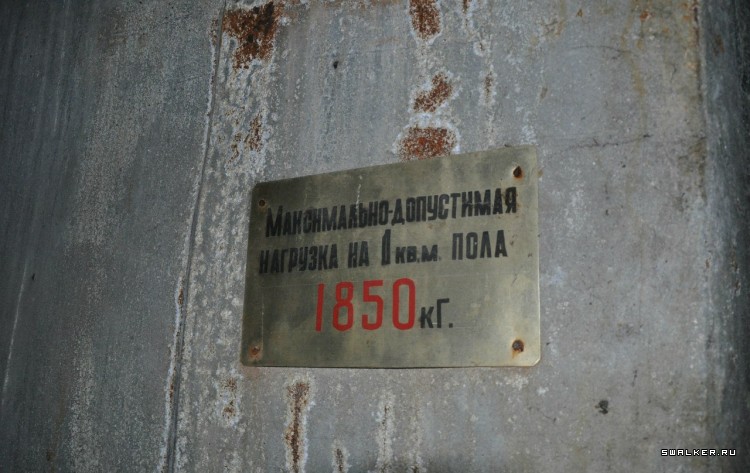 Максимально-допустимая
нагрузка на 1 кв.м. пола
1850 кг.
SWALKER.RU